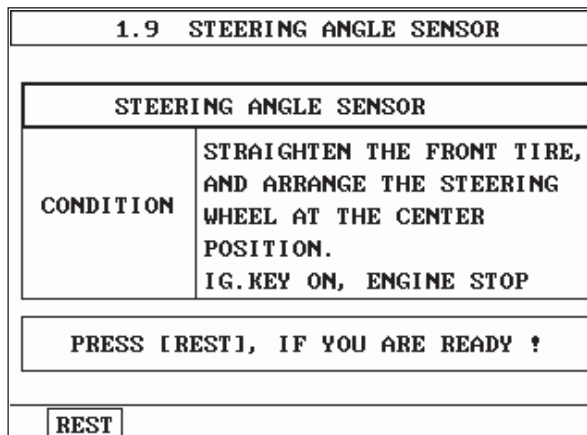 1.9 STEERING ANGLE SENSOR
STEERING ANGLE SENSOR
CONDITION
STRAIGHTEN THE FRONT TIRE,
AND ARRANGE THE STEERING
WHEEL AT THE CENTER
POSITION.
IG.KEY ON, ENGINE STOP
PRESS [REST], IF YOU ARE READY !
REST